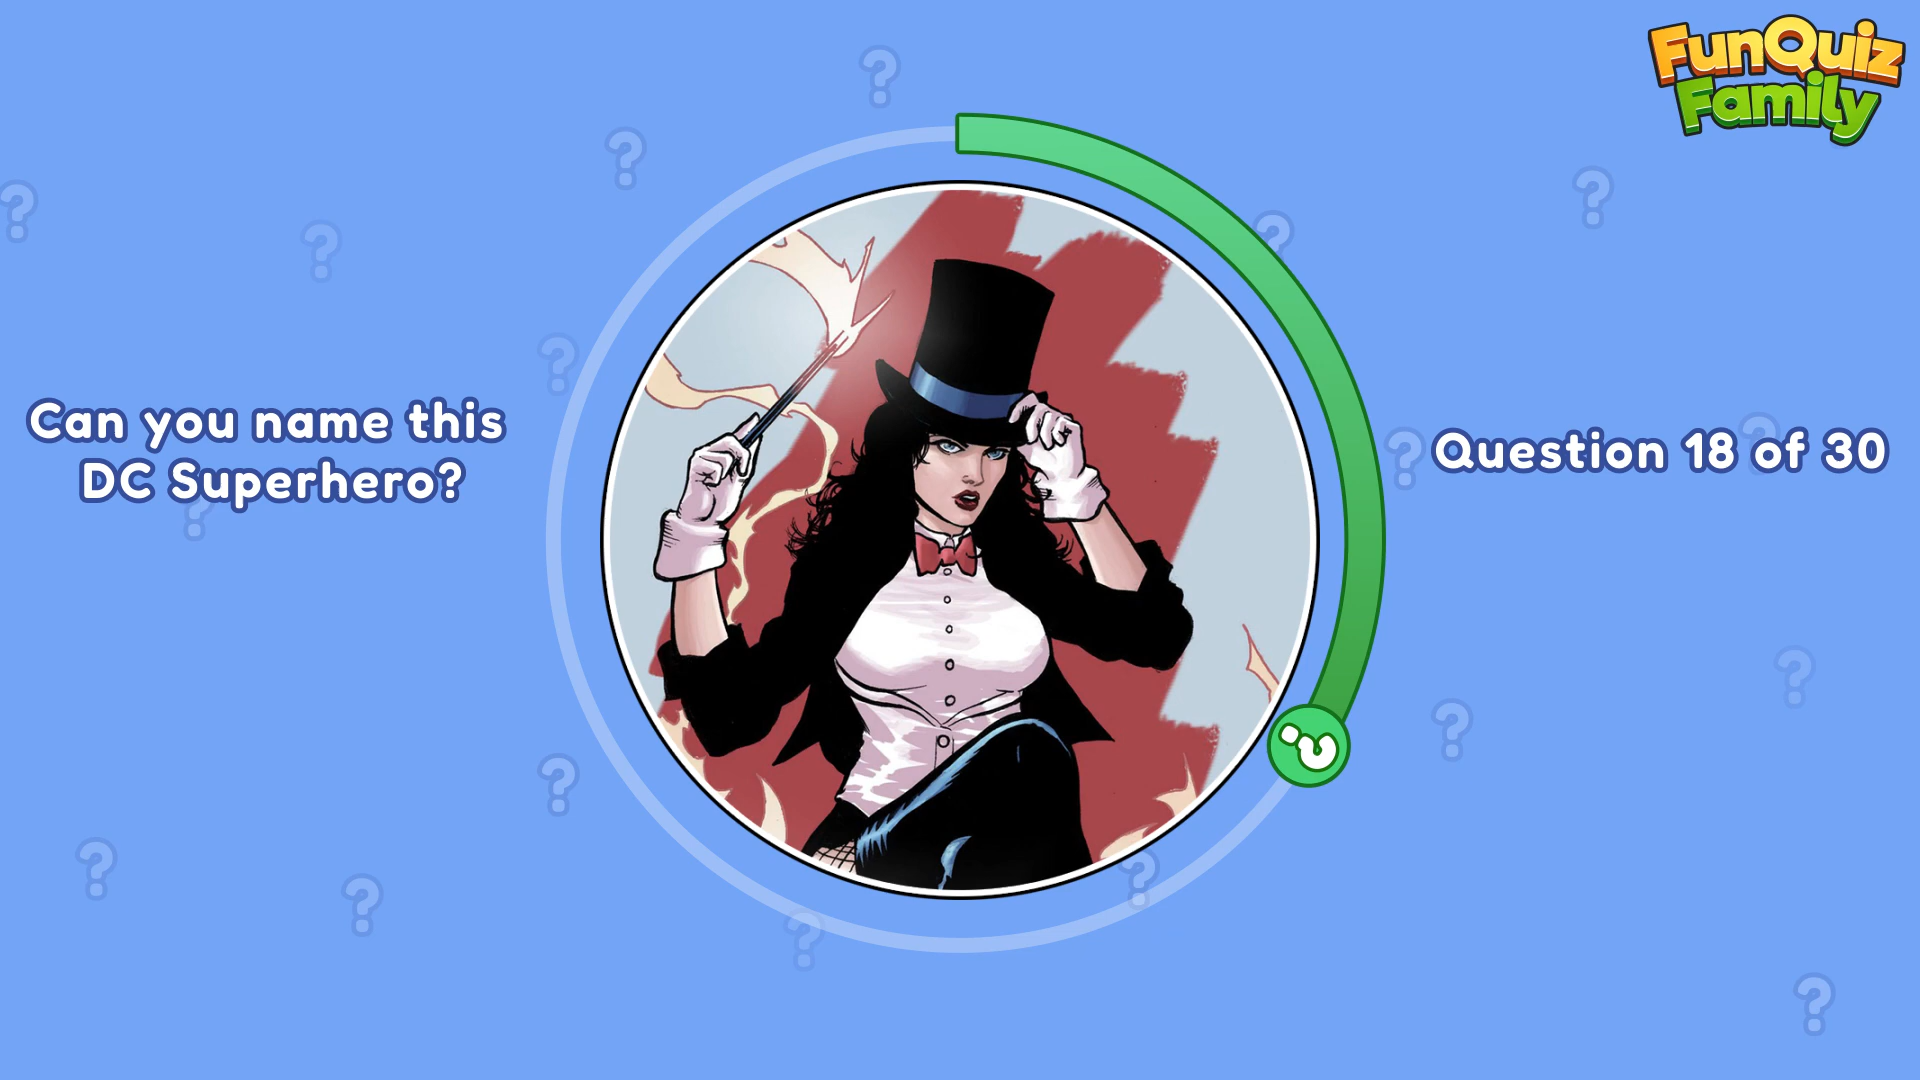 FunQuiz
Family
Can you name this
DC Superhero?
Question 18 of 30